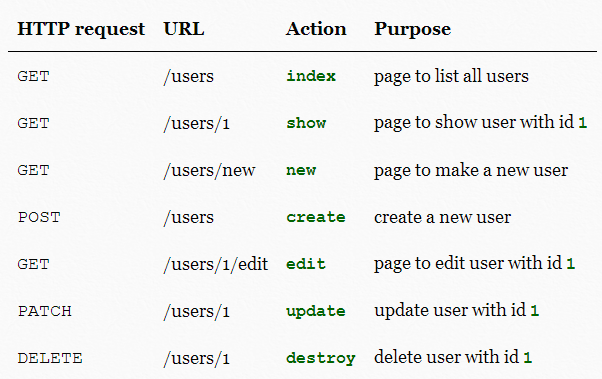 HTTP request URL Action Purpose
GET /users index page to list all users
GET /users/1 show page to show user with id 1
GET /users/new new page to make a new user
POST /users create create a new user
GET /users/1/edit edit page to edit user with id 1
PATCH /users/1 update update user with id 1
DELETE /users/1 destroy delete user with id 1